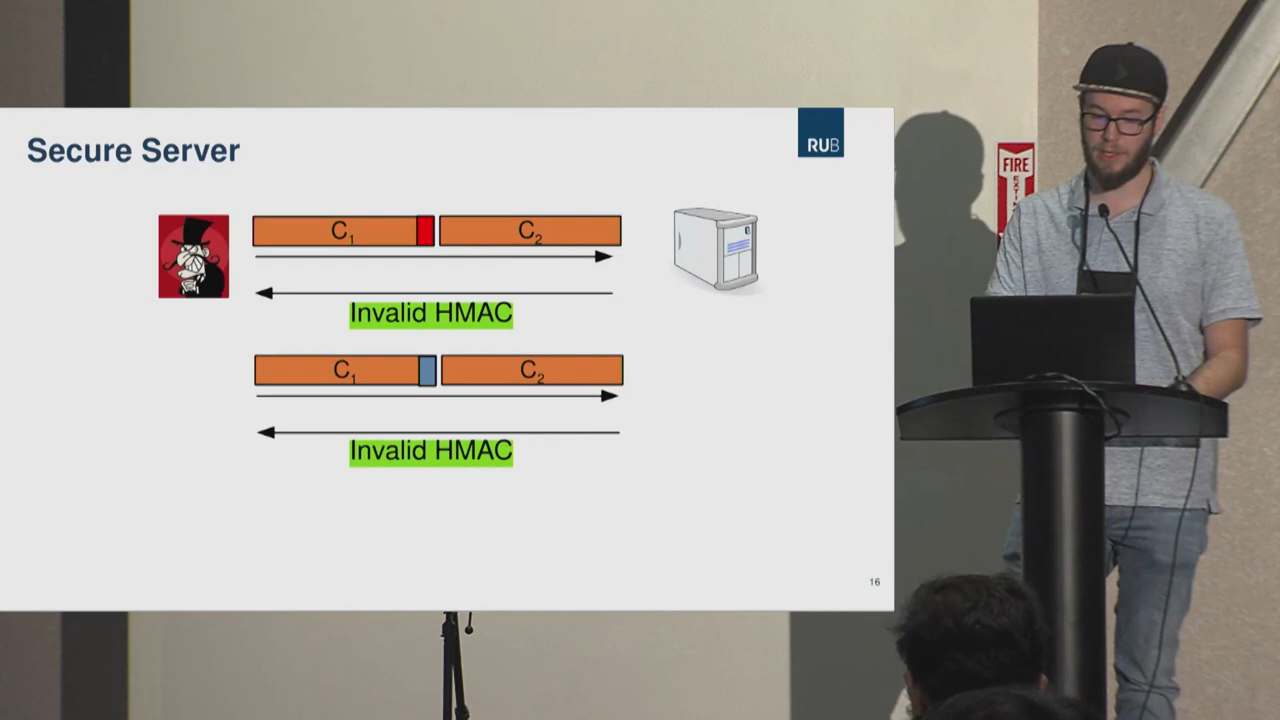 Secure Server
RUB
C₁ C₂
Invalid HMAC
C₁ C₂
Invalid HMAC
16
FIRE